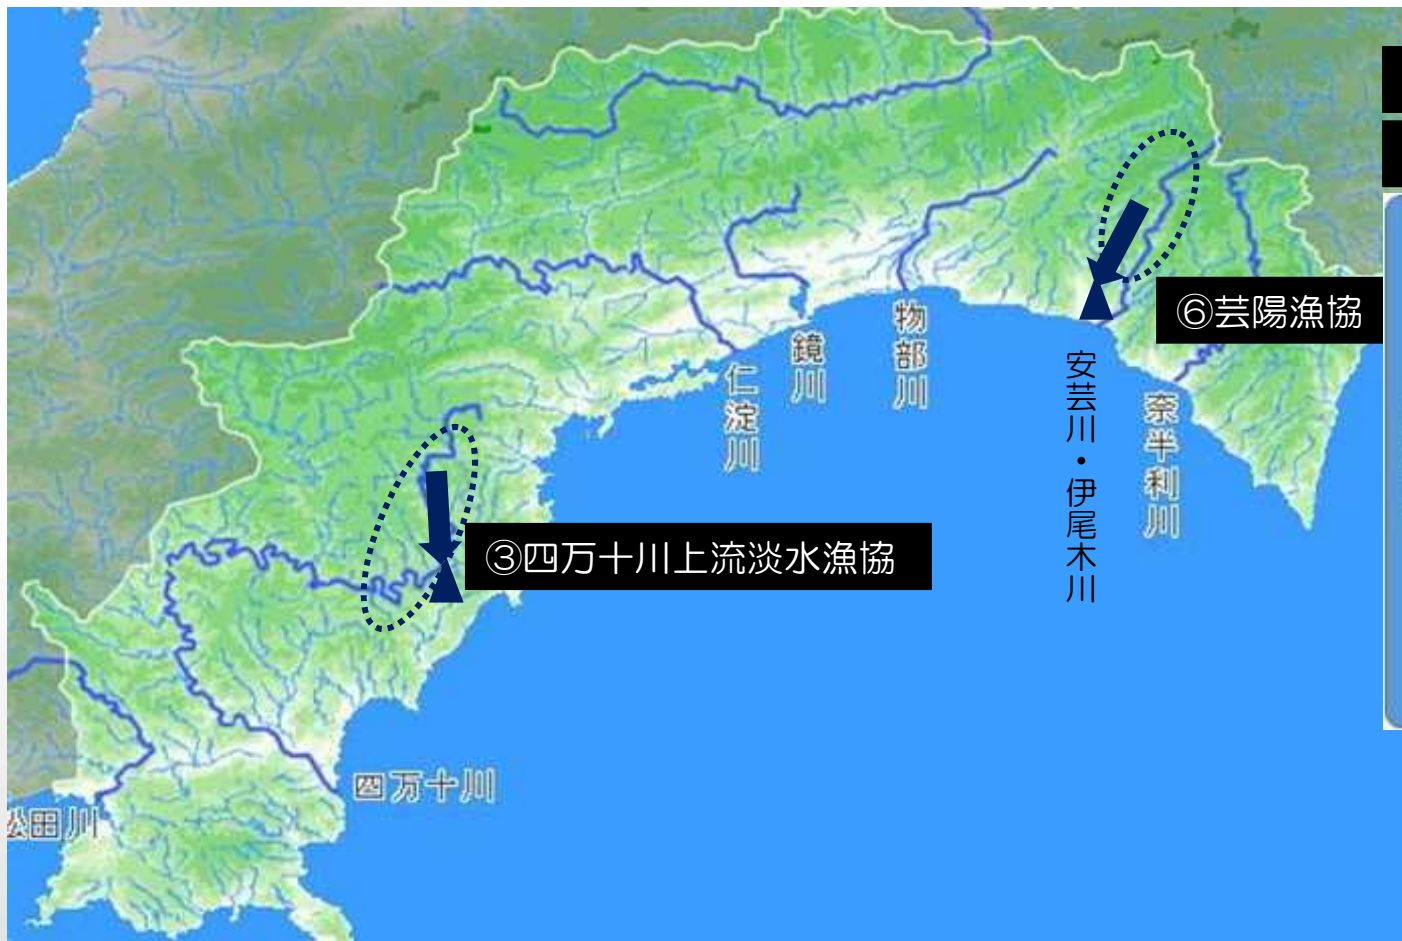 ⑥芸陽漁協
物部川
鏡川
安芸川・伊尾木川
仁淀川
奈半利川
③四万十川上流淡水漁協
四万十川
松田川